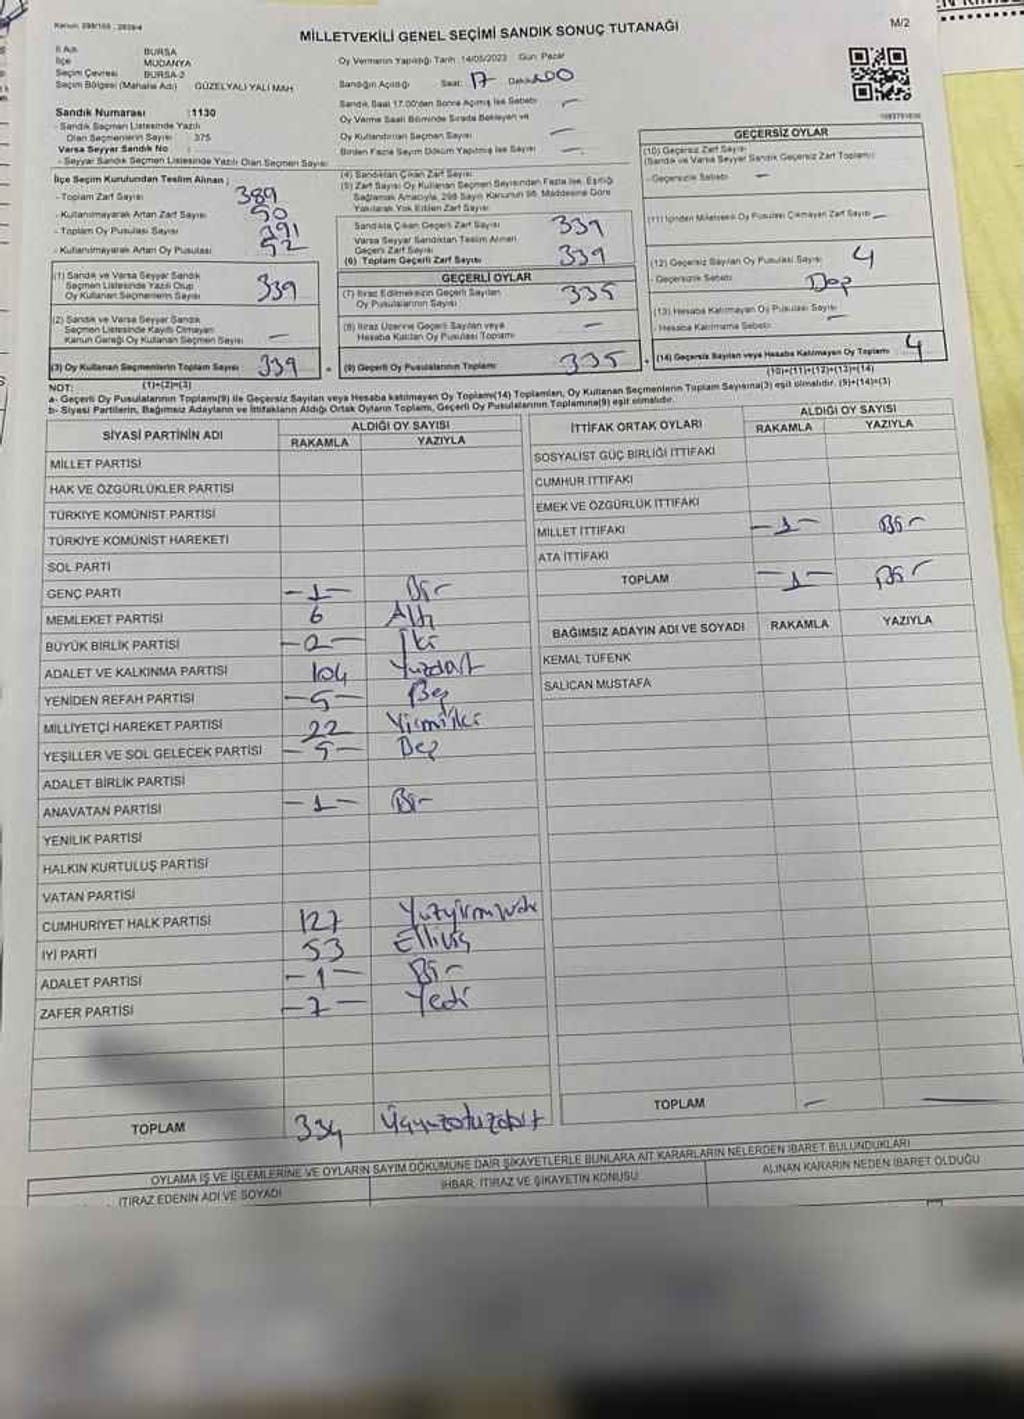 MİLLETVEKİLİ GENEL SEÇİMİ SANDIK SONUÇ TUTANAĞI
M/2
İl Adı BURSA
İlçe MUDANYA
Seçim Çevresi BURSA-2
Seçim Bölgesi (Mahalle Adı) GÜZELYALI YALI MAH
Oy Vermenin Yapıldığı Tarih :14/05/2023 Gün: Pazar
Sandığın Açıldığı Saat: 17
Sandık Saat 17.00'den Sonra Açılmış İse Sebebi —
Oy Verme Saati Bitiminde Sırada Bekleyen ve
Oy Kullandırılan Seçmen Sayısı —
Birden Fazla Sayım Döküm Yapılmış İse Sayısı —
Sandık Numarası :1130
- Sandık Seçmen Listesinde Yazılı
Olan Seçmenlerin Sayısı : 375
Varsa Seyyar Sandık No :
- Seyyar Sandık Seçmen Listesinde Yazılı Olan Seçmen Sayısı
İlçe Seçim Kurulundan Teslim Alınan ;
- Toplam Zarf Sayısı 389
- Kullanılmayarak Artan Zarf Sayısı 50
- Toplam Oy Pusulası Sayısı 391
- Kullanılmayarak Artan Oy Pusulası 52
(1) Sandık ve Varsa Seyyar Sandık
Seçmen Listesinde Yazılı Olup
Oy Kullanan Seçmenlerin Sayısı 339
(2) Sandık ve Varsa Seyyar Sandık
Seçmen Listesinde Kayıtlı Olmayan
Kanun Gereği Oy Kullanan Seçmen Sayısı —
(3) Oy Kullanan Seçmenlerin Toplam Sayısı 339
(1)+(2)=(3)
(4) Sandıktan Çıkan Zarf Sayısı
(5) Zarf Sayısı Oy Kullanan Seçmen Sayısından Fazla İse, Eşitliği
Sağlamak Amacıyla, 298 Sayılı Kanunun 98. Maddesine Göre
Yakılarak Yok Edilen Zarf Sayısı
Sandıkta Çıkan Geçerli Zarf Sayısı 339
Varsa Seyyar Sandıktan Teslim Alınan
Geçerli Zarf Sayısı
(6) Toplam Geçerli Zarf Sayısı 339
GEÇERLİ OYLAR
(7) İtiraz Edilmeksizin Geçerli Sayılan
Oy Pusulalarının Sayısı 335
(8) İtiraz Üzerine Geçerli Sayılan veya
Hesaba Katılan Oy Pusulası Toplamı —
(9) Geçerli Oy Pusulalarının Toplamı 335
GEÇERSİZ OYLAR
(10) Geçersiz Zarf Sayısı
(Sandık ve Varsa Seyyar Sandık Geçersiz Zarf Toplamı)
- Geçersizlik Sebebi —
(11) İçinden Milletvekili Oy Pusulası Çıkmayan Zarf Sayısı —
(12) Geçersiz Sayılan Oy Pusulası Sayısı 4
- Geçersizlik Sebebi
(13) Hesaba Katılmayan Oy Pusulası Sayısı
- Hesaba Katılmama Sebebi
(14) Geçersiz Sayılan veya Hesaba Katılmayan Oy Toplamı 4
(10)+(11)+(12)+(13)=(14)
NOT:
a- Geçerli Oy Pusulalarının Toplamı(9) ile Geçersiz Sayılan veya Hesaba Katılmayan Oy Toplamı(14) Toplamları, Oy Kullanan Seçmenlerin Toplam Sayısına(3) eşit olmalıdır. (9)+(14)=(3)
b- Siyasi Partilerin, Bağımsız Adayların ve İttifakların Aldığı Ortak Oyların Toplamı, Geçerli Oy Pusulalarının Toplamına(9) eşit olmalıdır.
SİYASİ PARTİNİN ADI ALDIĞI OY SAYISI
RAKAMLA YAZIYLA
MİLLET PARTİSİ
HAK VE ÖZGÜRLÜKLER PARTİSİ
TÜRKİYE KOMÜNİST PARTİSİ
TÜRKİYE KOMÜNİST HAREKETİ
SOL PARTİ
GENÇ PARTİ -1- Bir
MEMLEKET PARTİSİ 6 Altı
BÜYÜK BİRLİK PARTİSİ -2- İki
ADALET VE KALKINMA PARTİSİ 104 Yüzdört
YENİDEN REFAH PARTİSİ -5- Beş
MİLLİYETÇİ HAREKET PARTİSİ 22 Yirmiiki
YEŞİLLER VE SOL GELECEK PARTİSİ -5- Beş
ADALET BİRLİK PARTİSİ
ANAVATAN PARTİSİ -1- Bir
YENİLİK PARTİSİ
HALKIN KURTULUŞ PARTİSİ
VATAN PARTİSİ
CUMHURİYET HALK PARTİSİ 127 Yüzyirmiyedi
İYİ PARTİ 53 Elliüç
ADALET PARTİSİ -1- Bir
ZAFER PARTİSİ -7- Yedi
TOPLAM 334 Üçyüzotuzdört
İTTİFAK ORTAK OYLARI ALDIĞI OY SAYISI
RAKAMLA YAZIYLA
SOSYALİST GÜÇ BİRLİĞİ İTTİFAKI
CUMHUR İTTİFAKI
EMEK VE ÖZGÜRLÜK İTTİFAKI
MİLLET İTTİFAKI -1- Bir
ATA İTTİFAKI
TOPLAM -1- Bir
BAĞIMSIZ ADAYIN ADI VE SOYADI RAKAMLA YAZIYLA
KEMAL TÜFENK
SALİCAN MUSTAFA
TOPLAM — —
OYLAMA İŞ VE İŞLEMLERİNE VE OYLARIN SAYIM DÖKÜMÜNE DAİR ŞİKAYETLERLE BUNLARA AİT KARARLARIN NELERDEN İBARET BULUNDUKLARI
İTİRAZ EDENİN ADI VE SOYADI İHBAR, İTİRAZ VE ŞİKAYETİN KONUSU ALINAN KARARIN NEDEN İBARET OLDUĞU